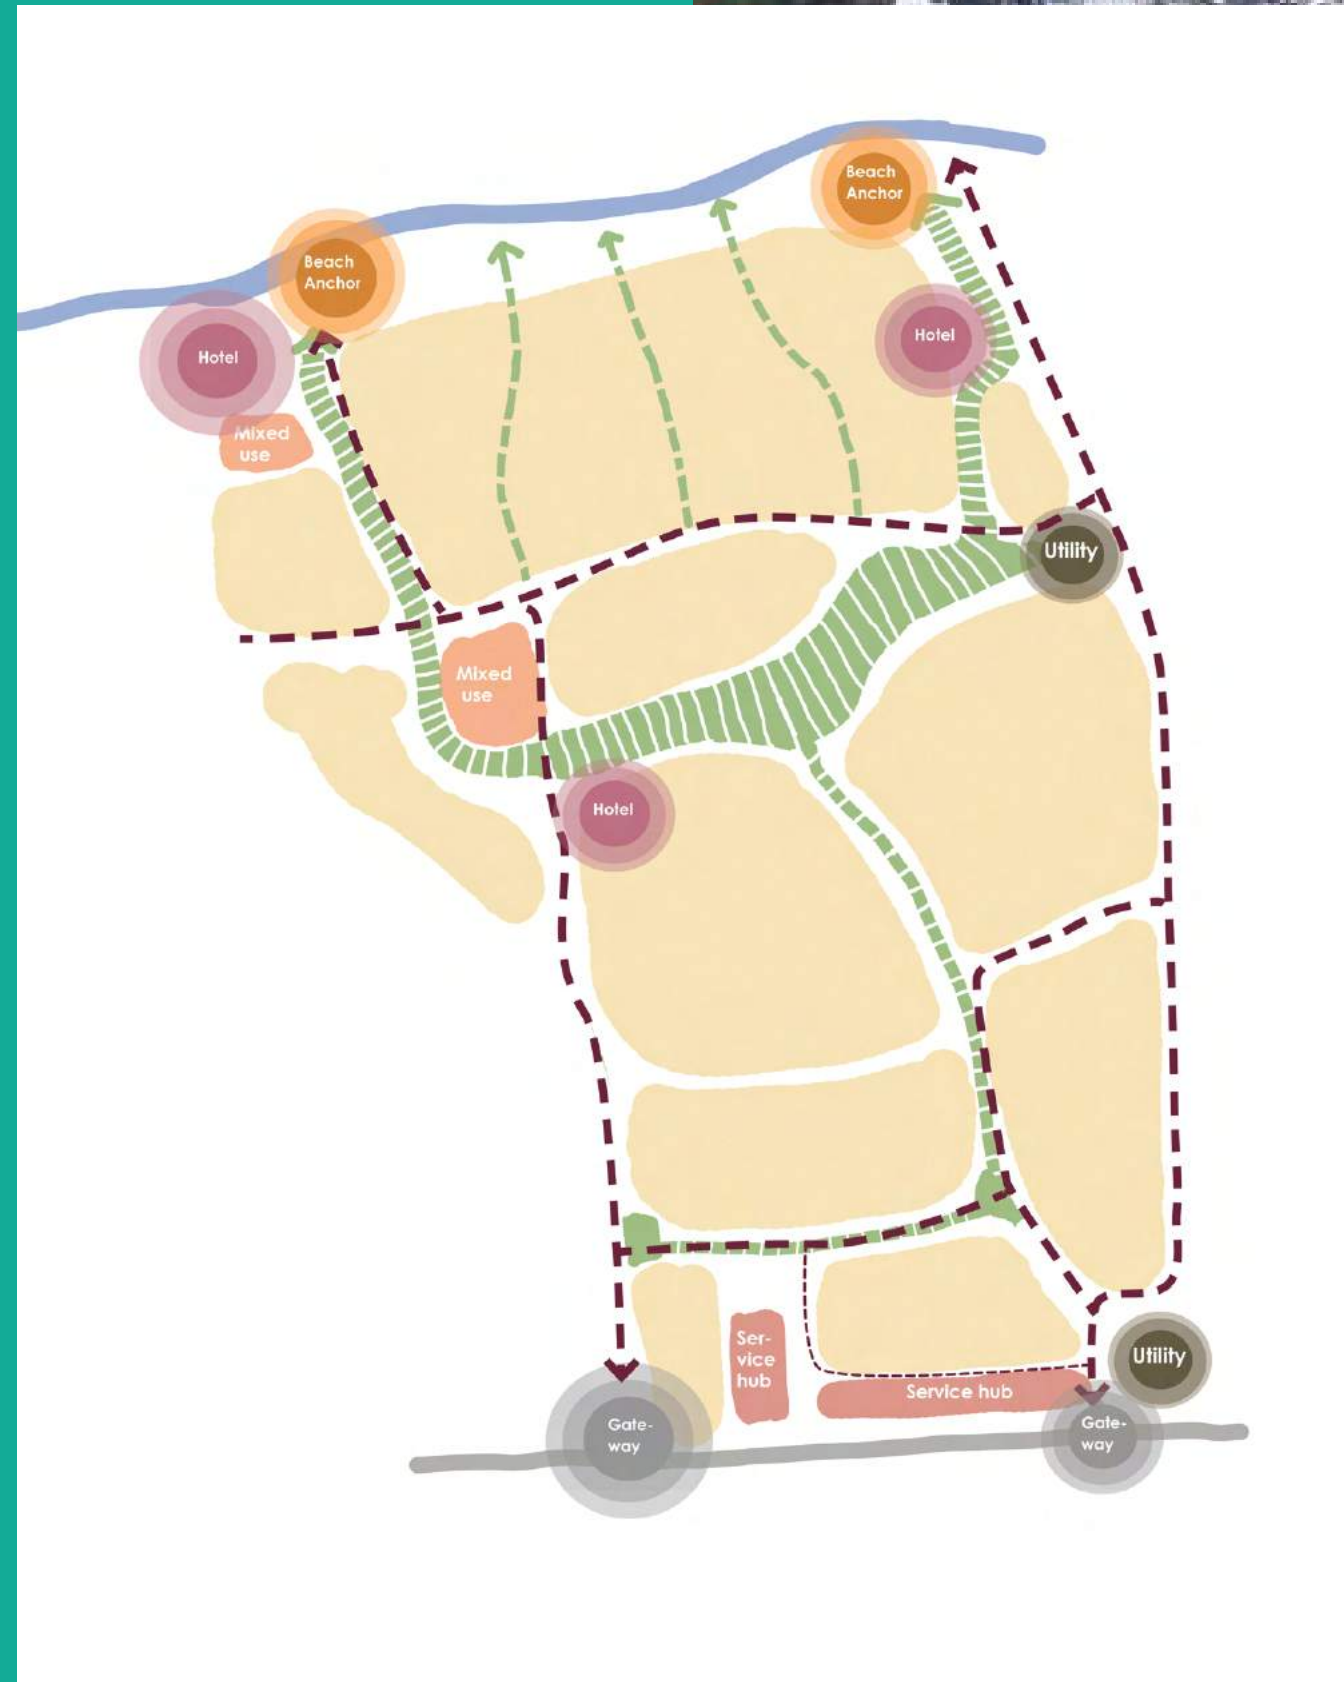 Beach
Anchor
Beach
Anchor
Hotel
Hotel
Mixed
use
Utility
Mixed
use
Hotel
Ser-
vice
hub
Utility
Service hub
Gate-
way
Gate-
way